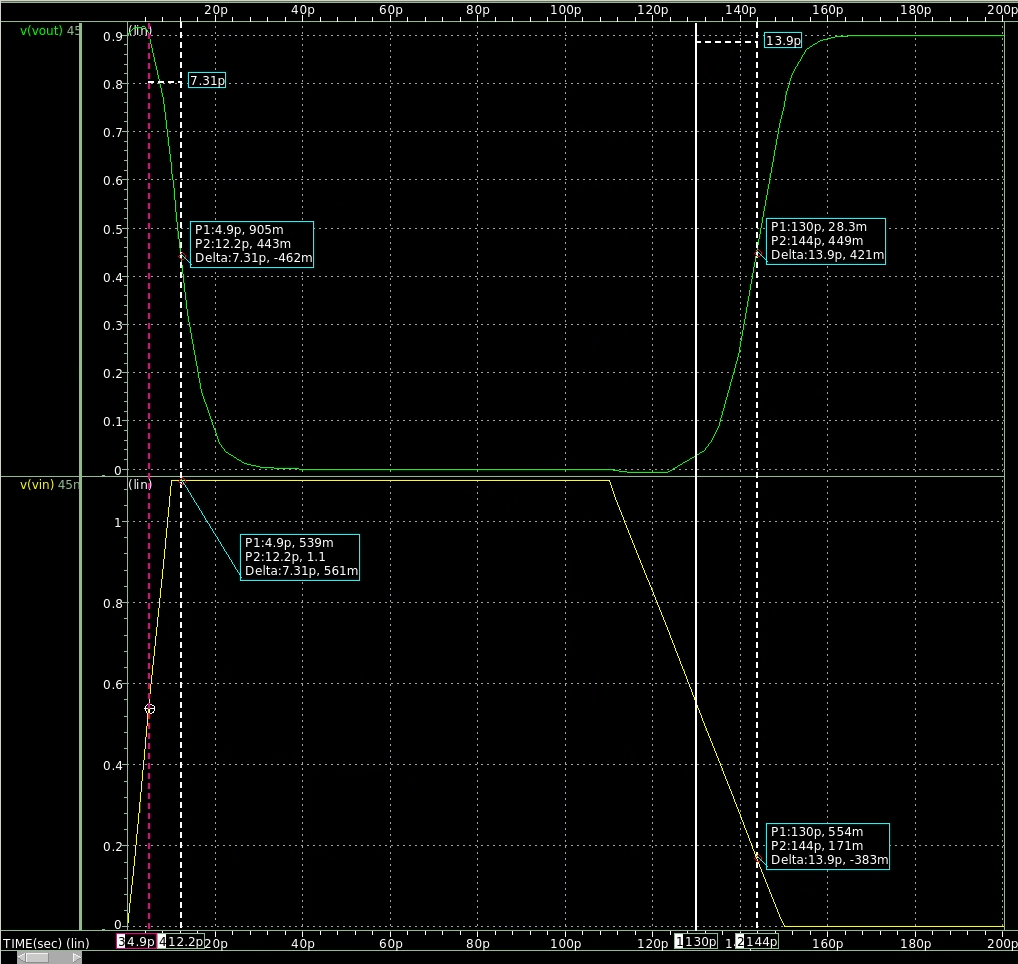 20p 40p 60p 80p 100p 120p 140p 160p 180p 200p
v(vout) 45
(lin)
13.9p
0.9
7.31p
0.8
0.7
0.6
0.5
P1:4.9p, 905m
P2:12.2p, 443m
Delta:7.31p, -462m
P1:130p, 28.3m
P2:144p, 449m
Delta:13.9p, 421m
0.4
0.3
0.2
0.1
0
v(vin) 45n
(lin)
1
P1:4.9p, 539m
P2:12.2p, 1.1
Delta:7.31p, 561m
0.8
0.6
0.4
0.2
P1:130p, 554m
P2:144p, 171m
Delta:13.9p, -383m
0
TIME(sec) (lin) 34.9p 412.2p 20p 40p 60p 80p 100p 120p 1130p 2144p 160p 180p 200p